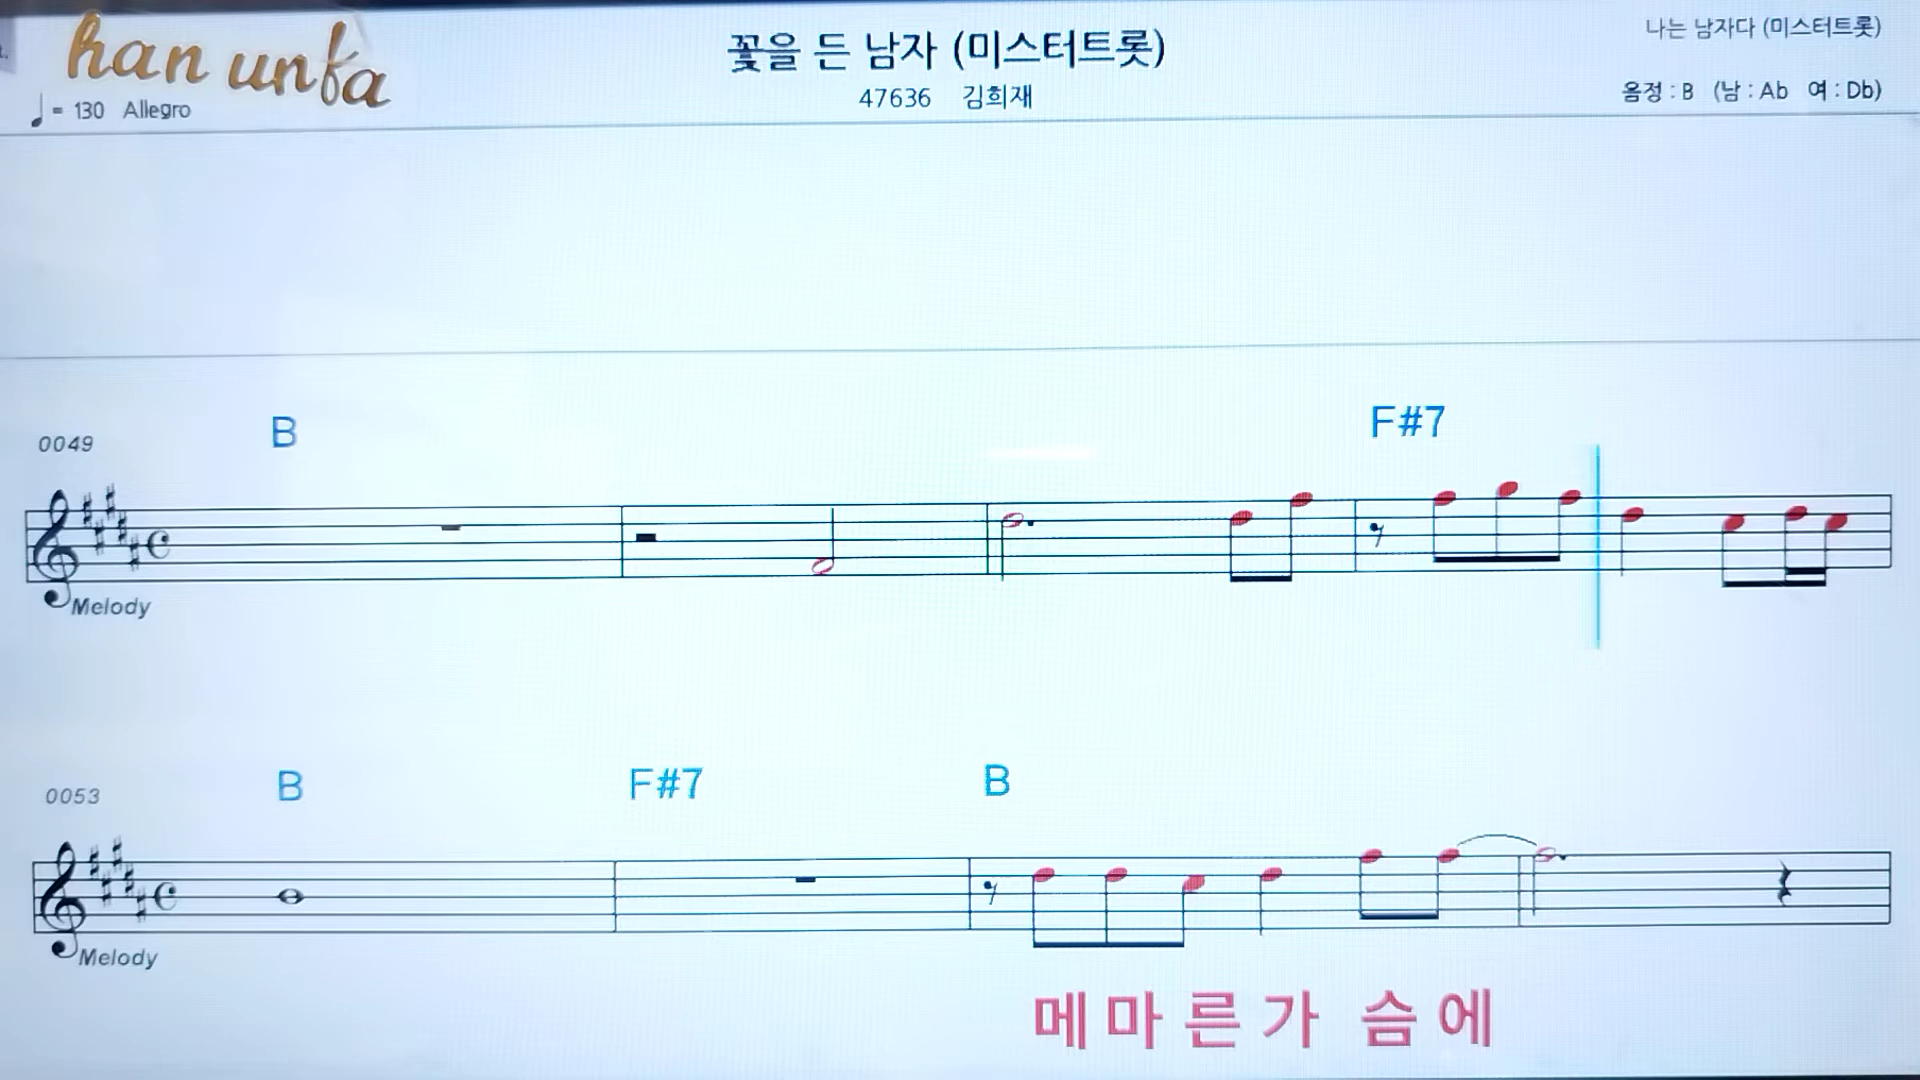 han unfa
꽃을 든 남자 (미스터트롯)
나는 남자다 (미스터트롯)
♩ = 130 Allegro
47636 김희재
음정 : B (남 : Ab 여 : Db)
B F#7
0049
Melody
B F#7 B
0053
Melody
메 마 른 가 슴 에